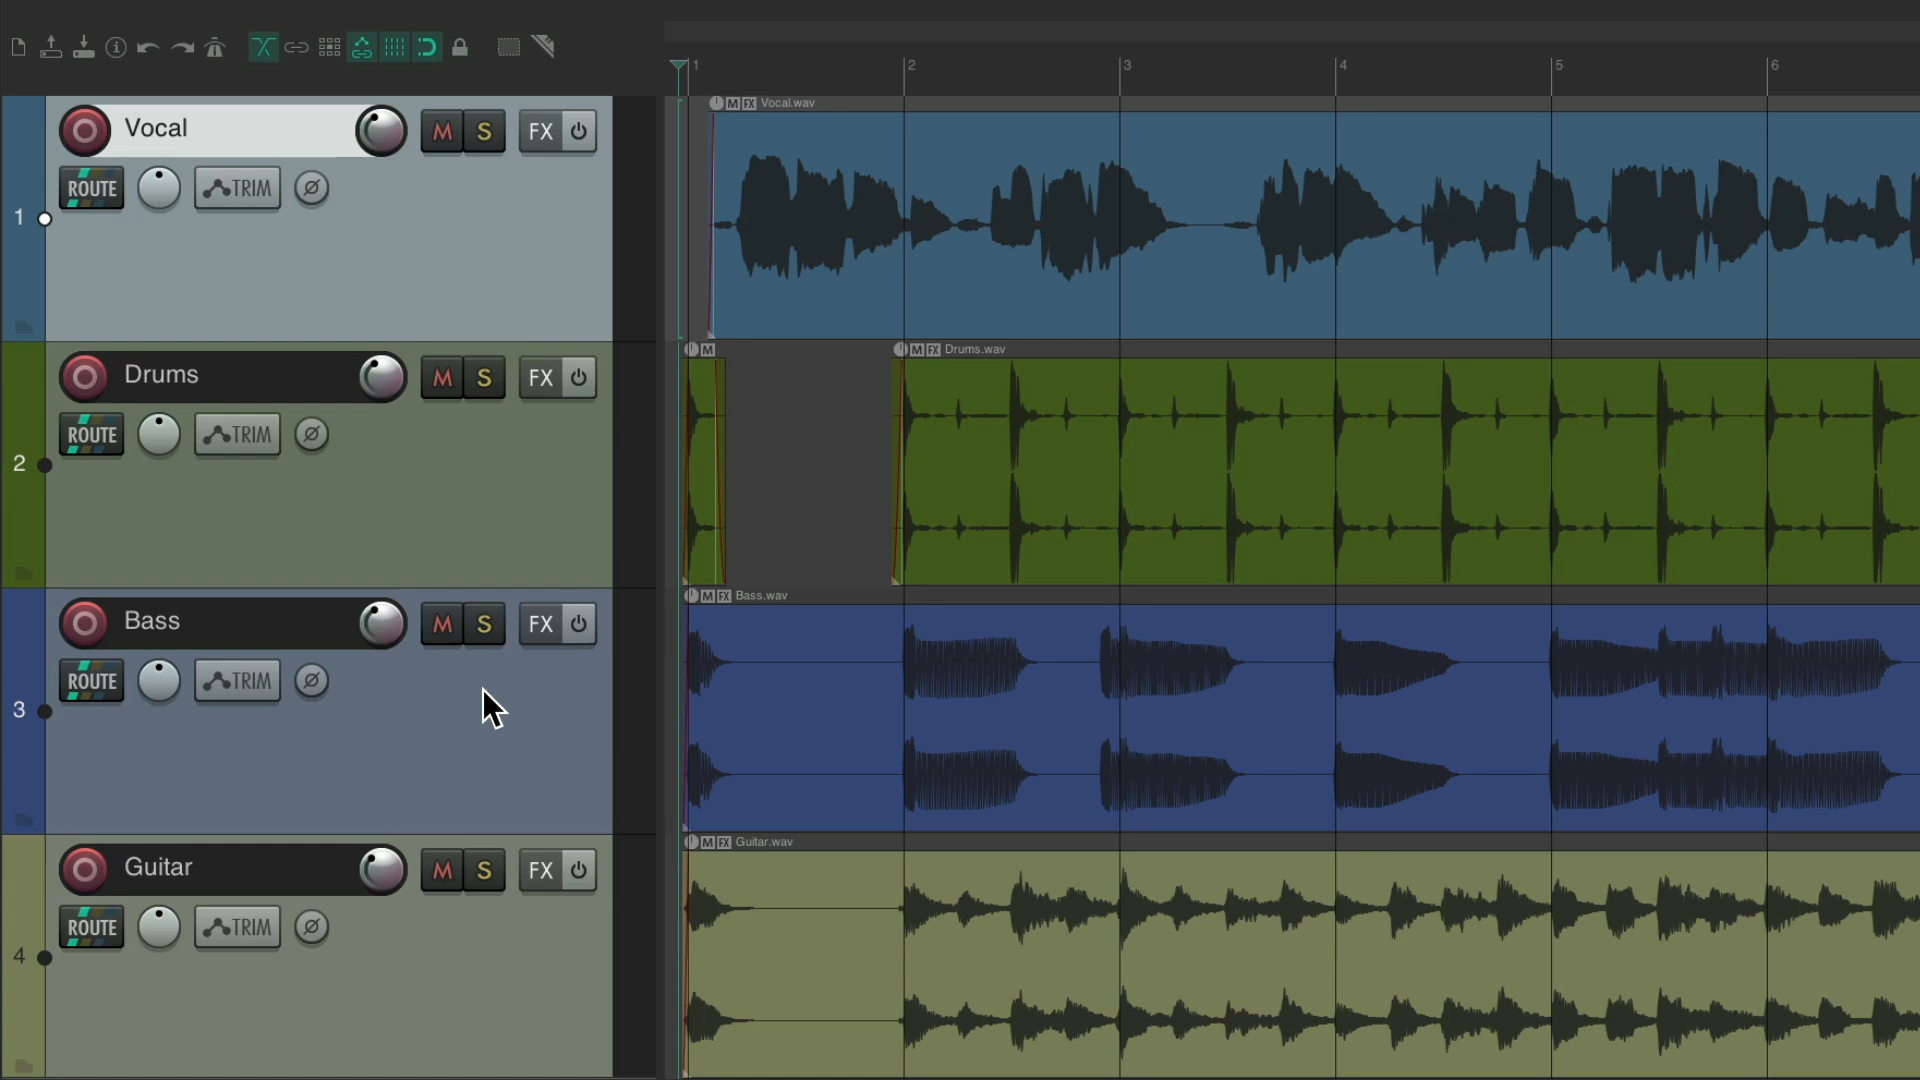 1 2 3 4 5 6
M FX Vocal.wav
Vocal M S FX
ROUTE TRIM
1
M M FX Drums.wav
Drums M S FX
ROUTE TRIM
2
M FX Bass.wav
Bass M S FX
ROUTE TRIM
3
M FX Guitar.wav
Guitar M S FX
ROUTE TRIM
4